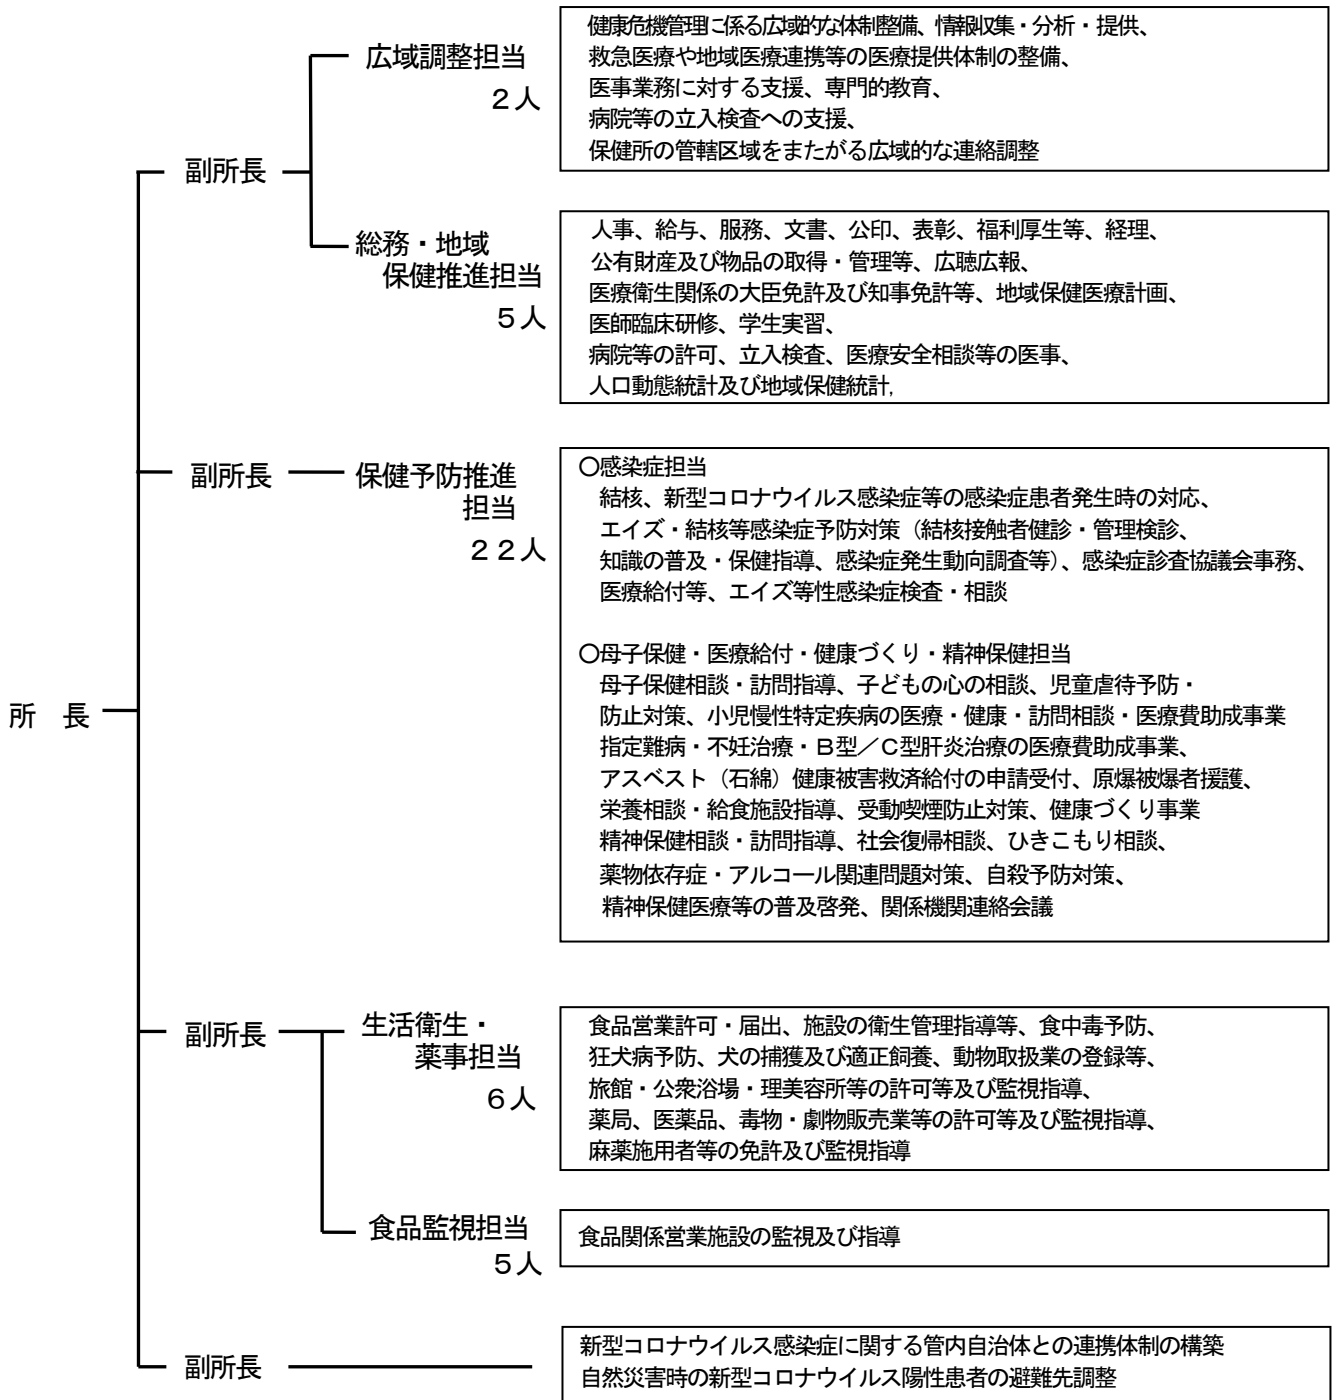 広域調整担当
２人
健康危機管理に係る広域的な体制整備、情報収集・分析・提供、
救急医療や地域医療連携等の医療提供体制の整備、
医事業務に対する支援、専門的教育、
病院等の立入検査への支援、
保健所の管轄区域をまたがる広域的な連絡調整
副所長
総務・地域
保健推進担当
５人
人事、給与、服務、文書、公印、表彰、福利厚生等、経理、
公有財産及び物品の取得・管理等、広聴広報、
医療衛生関係の大臣免許及び知事免許等、地域保健医療計画、
医師臨床研修、学生実習、
病院等の許可、立入検査、医療安全相談等の医事、
人口動態統計及び地域保健統計,
副所長
保健予防推進
担当
２２人
〇感染症担当
結核、新型コロナウイルス感染症等の感染症患者発生時の対応、
エイズ・結核等感染症予防対策（結核接触者健診・管理検診、
知識の普及・保健指導、感染症発生動向調査等）、感染症診査協議会事務、
医療給付等、エイズ等性感染症検査・相談
〇母子保健・医療給付・健康づくり・精神保健担当
母子保健相談・訪問指導、子どもの心の相談、児童虐待予防・
防止対策、小児慢性特定疾病の医療・健康・訪問相談・医療費助成事業
指定難病・不妊治療・Ｂ型／Ｃ型肝炎治療の医療費助成事業、
アスベスト（石綿）健康被害救済給付の申請受付、原爆被爆者援護、
栄養相談・給食施設指導、受動喫煙防止対策、健康づくり事業
精神保健相談・訪問指導、社会復帰相談、ひきこもり相談、
薬物依存症・アルコール関連問題対策、自殺予防対策、
精神保健医療等の普及啓発、関係機関連絡会議
所　長
副所長
生活衛生・
薬事担当
６人
食品営業許可・届出、施設の衛生管理指導等、食中毒予防、
狂犬病予防、犬の捕獲及び適正飼養、動物取扱業の登録等、
旅館・公衆浴場・理美容所等の許可等及び監視指導、
薬局、医薬品、毒物・劇物販売業等の許可等及び監視指導、
麻薬施用者等の免許及び監視指導
食品監視担当
５人
食品関係営業施設の監視及び指導
副所長
新型コロナウイルス感染症に関する管内自治体との連携体制の構築
自然災害時の新型コロナウイルス陽性患者の避難先調整